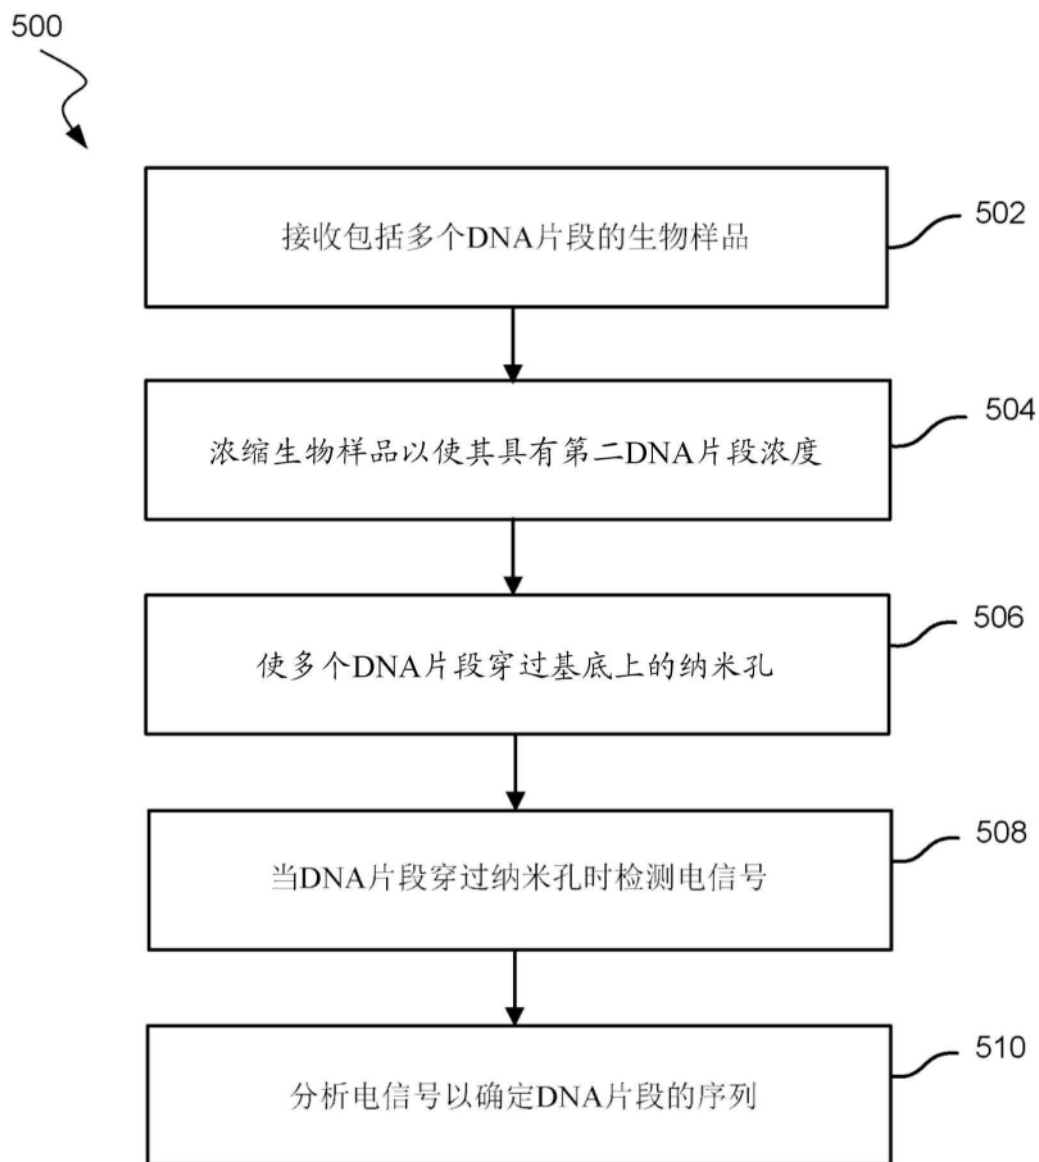 500
接收包括多个DNA片段的生物样品
502
浓缩生物样品以使其具有第二DNA片段浓度
504
使多个DNA片段穿过基底上的纳米孔
506
当DNA片段穿过纳米孔时检测电信号
508
分析电信号以确定DNA片段的序列
510